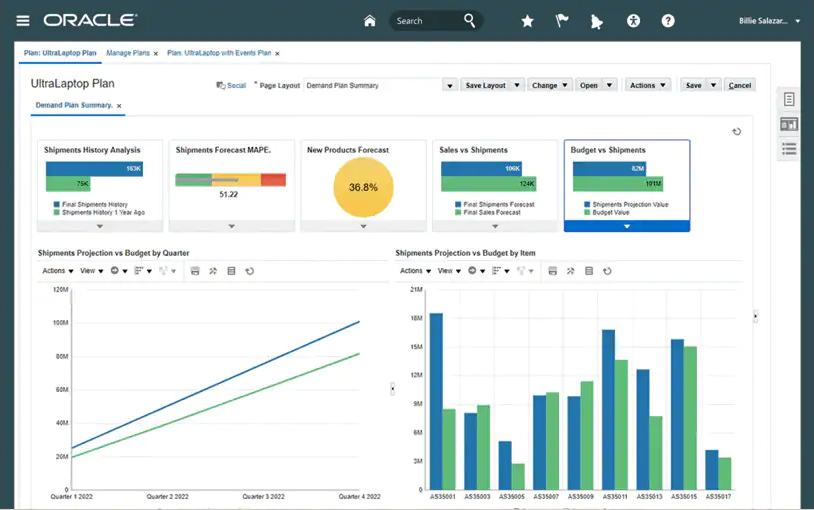 ORACLE
Search
Billie Salazar...
Plan: UltraLaptop Plan Manage Plans Plan: UltraLaptop with Events Plan
UltraLaptop Plan
Social * Page Layout Demand Plan Summary Save Layout Change Open Actions Save Cancel
Demand Plan Summary.
Shipments History Analysis
163K
75K
Final Shipments History
Shipments History 1 Year Ago
Shipments Forecast MAPE.
51.22
New Products Forecast
36.8%
Sales vs Shipments
106K
124K
Final Shipments Forecast
Final Sales Forecast
Budget vs Shipments
82M
101M
Shipments Projection Value
Budget Value
Shipments Projection vs Budget by Quarter
Actions View
120M
100M
80M
60M
40M
20M
0
Quarter 1 2022 Quarter 2 2022 Quarter 3 2022 Quarter 4 2022
Shipments Projection vs Budget by Item
Actions View
21M
18M
15M
12M
9M
6M
3M
0
AS35001 AS35003 AS35005 AS35007 AS35009 AS35011 AS35013 AS35015 AS35017